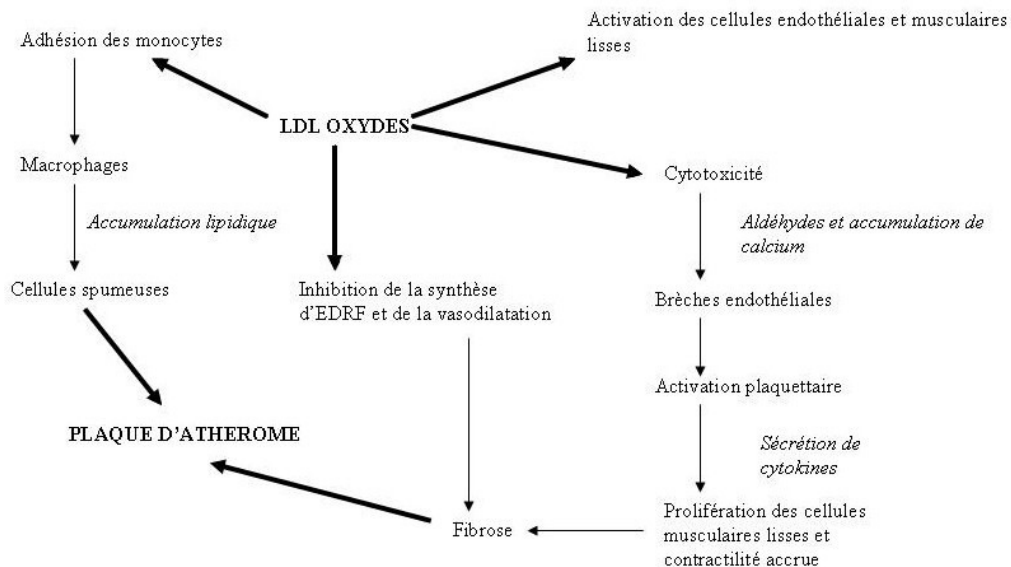 Activation des cellules endothéliales et musculaires
lisses
Adhésion des monocytes
LDL OXYDES
Macrophages
Cytotoxicité
Accumulation lipidique
Aldéhydes et accumulation de
calcium
Cellules spumeuses
Inhibition de la synthèse
d'EDRF et de la vasodilatation
Brèches endothéliales
Activation plaquettaire
PLAQUE D'ATHEROME
Sécrétion de
cytokines
Fibrose
Prolifération des cellules
musculaires lisses et
contractilité accrue